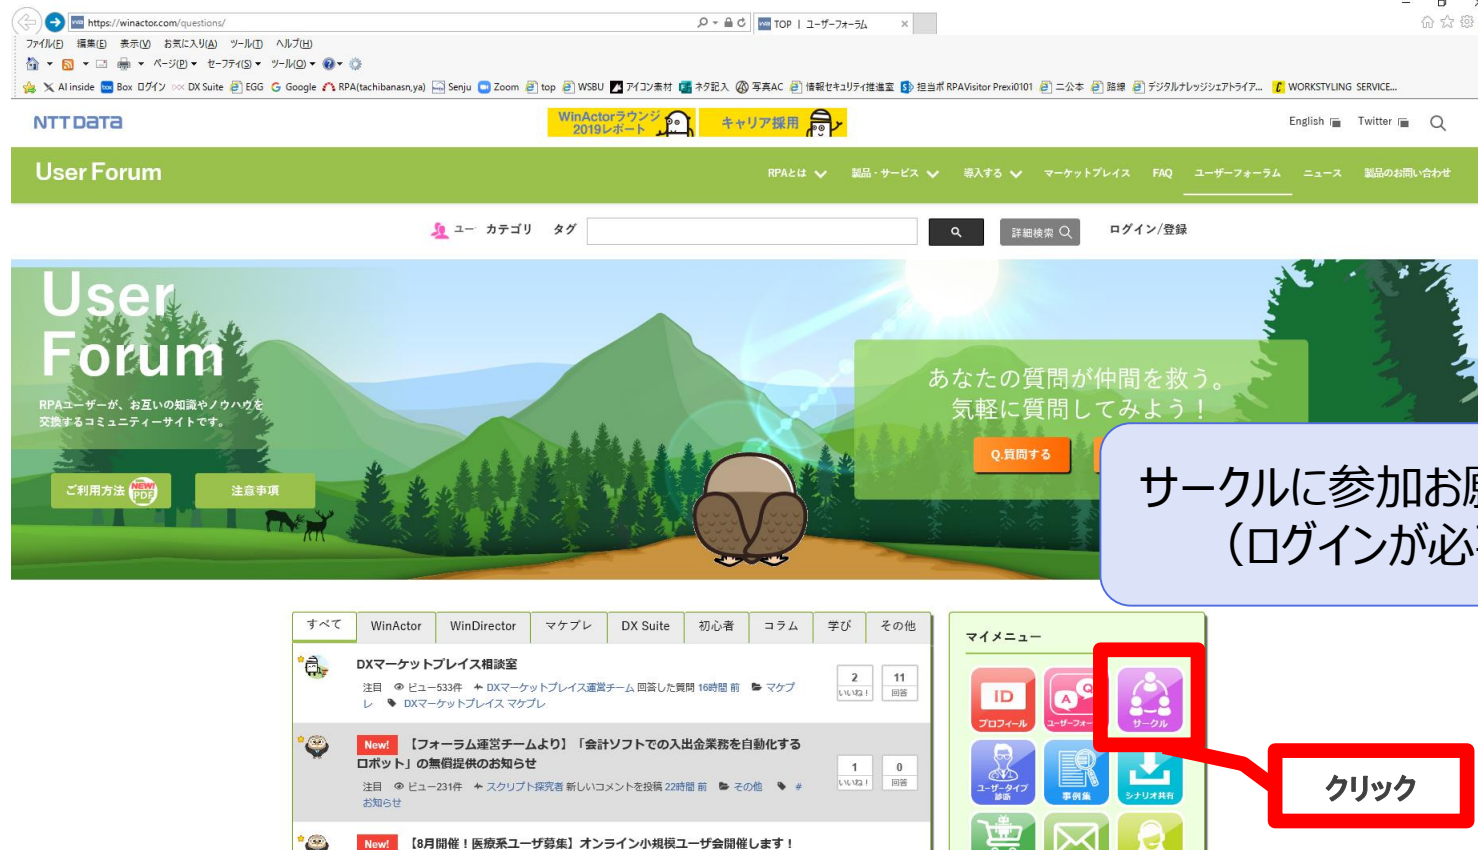 https://winactor.com/questions/
TOP | ユーザーフォーラム
ファイル(F) 編集(E) 表示(V) お気に入り(A) ツール(T) ヘルプ(H)
ページ(P) セーフティ(S) ツール(O)
AI inside Box ログイン DX Suite EGG Google RPA(tachibanasn,ya) Senju Zoom top WSBU アイコン素材 ネタ記入 写真AC 情報セキュリティ推進室 担当ポ RPAVisitor Prexi0101 二公本 路線 デジタルナレッジシェアトライア... WORKSTYLING SERVICE...
NTT DATA
WinActorラウンジ
2019レポート
キャリア採用
English Twitter
User Forum
RPAとは 製品・サービス 導入する マーケットプレイス FAQ ユーザーフォーラム ニュース 製品のお問い合わせ
ユー カテゴリ タグ 詳細検索 ログイン/登録
User
Forum
RPAユーザーが、お互いの知識やノウハウを
交換するコミュニティーサイトです。
ご利用方法 NEW! PDF 注意事項
あなたの質問が仲間を救う。
気軽に質問してみよう！
Q.質問する
サークルに参加お
（ログインが必
すべて WinActor WinDirector マケプレ DX Suite 初心者 コラム 学び その他
DXマーケットプレイス相談室
注目 ビュー533件 DXマーケットプレイス運営チーム 回答した質問 16時間 前 マケプ
レ DXマーケットプレイス マケプレ
2 いいね！ 11 回答
New! 【フォーラム運営チームより】「会計ソフトでの入出金業務を自動化する
ロボット」の無償提供のお知らせ
注目 ビュー231件 スクリプト探究者 新しいコメントを投稿 22時間 前 その他 #
お知らせ
1 いいね！ 0 回答
New! 【8月開催！医療系ユーザ募集】オンライン小規模ユーザ会開催します！
マイメニュー
ID
プロフィール
Q A
ユーザーフォー
サークル
ユーザータイプ
診断
事例集
シナリオ共有
クリック